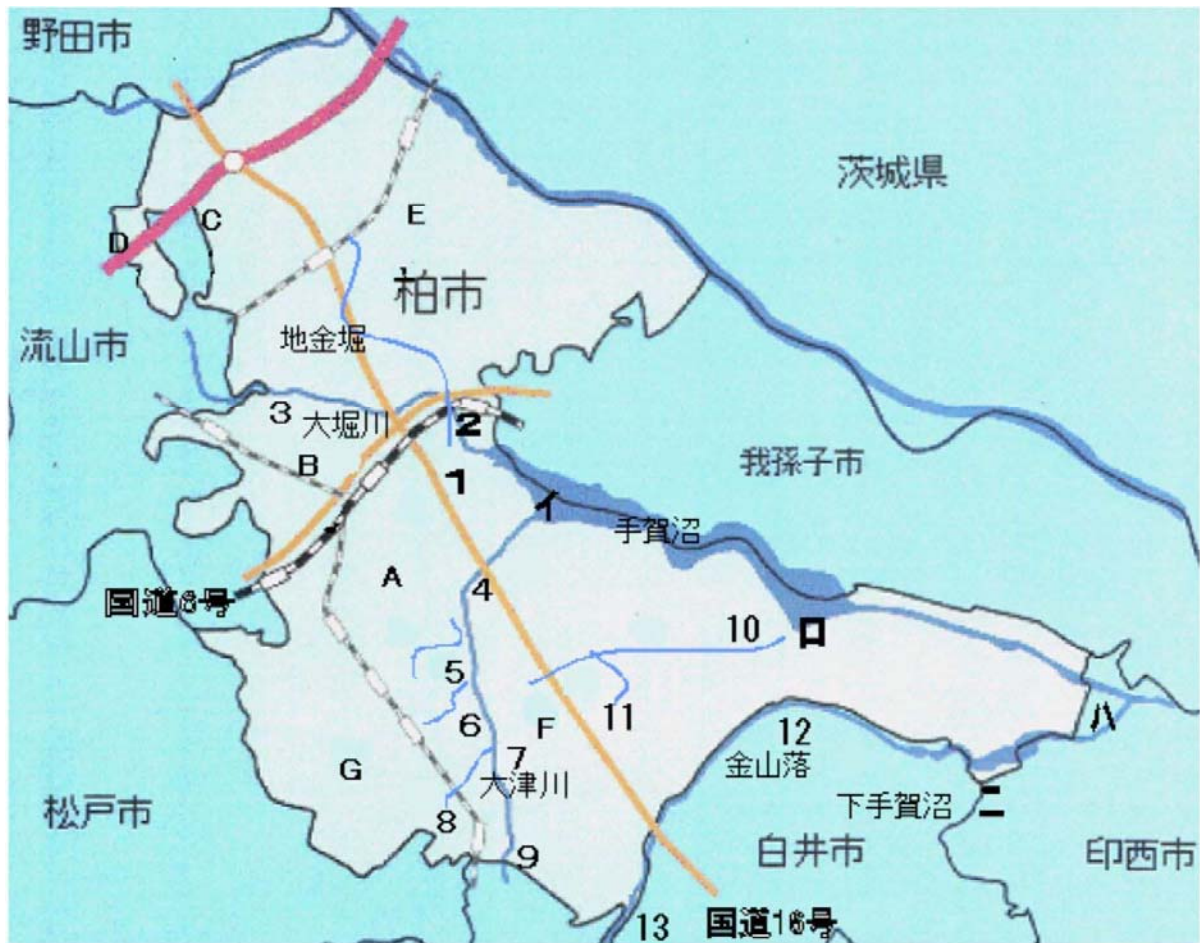 野田市
茨城県
C
D
E
柏市
流山市
地金堀
3
大堀川
2
B
1
我孫子市
イ
手賀沼
A
4
国道6号
10
ロ
5
11
6
F
ハ
7
12
G
金山落
大津川
下手賀沼
ニ
松戸市
8
9
白井市
印西市
13
国道16号